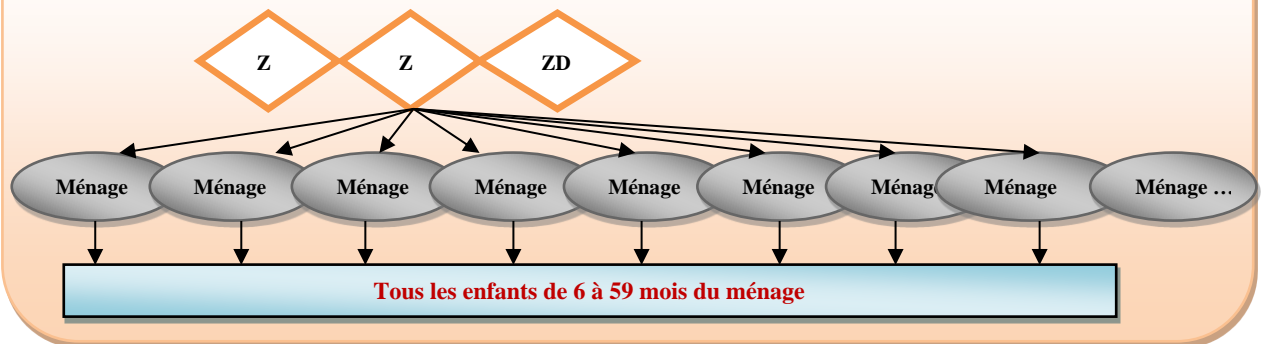 Z Z ZD
Ménage Ménage Ménage Ménage Ménage Ménage Ménag Ménage Ménage …
Tous les enfants de 6 à 59 mois du ménage